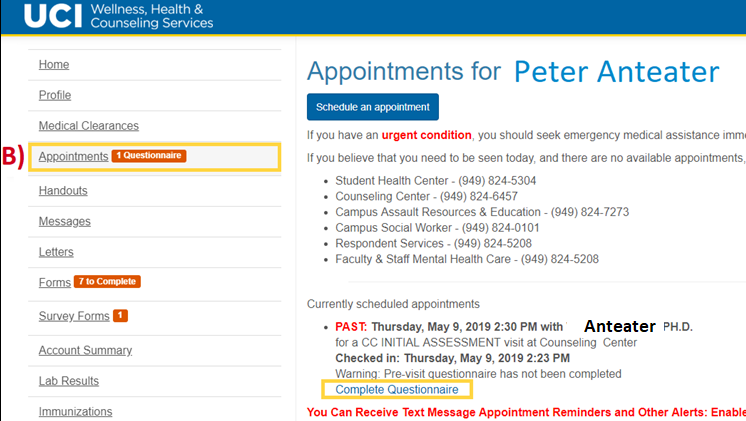 UCI Wellness, Health &
Counseling Services
Home
Profile
Medical Clearances
B) Appointments 1 Questionnaire
Handouts
Messages
Letters
Forms 7 to Complete
Survey Forms 1
Account Summary
Lab Results
Immunizations
Appointments for Peter Anteater
Schedule an appointment
If you have an urgent condition, you should seek emergency medical assistance imme
If you believe that you need to be seen today, and there are no available appointments,
• Student Health Center - (949) 824-5304
• Counseling Center - (949) 824-6457
• Campus Assault Resources & Education - (949) 824-7273
• Campus Social Worker - (949) 824-0101
• Respondent Services - (949) 824-5208
• Faculty & Staff Mental Health Care - (949) 824-5208
Currently scheduled appointments
• PAST: Thursday, May 9, 2019 2:30 PM with Anteater PH.D.
for a CC INITIAL ASSESSMENT visit at Counseling Center
Checked in: Thursday, May 9, 2019 2:23 PM
Warning: Pre-visit questionnaire has not been completed
Complete Questionnaire
You Can Receive Text Message Appointment Reminders and Other Alerts: Enable